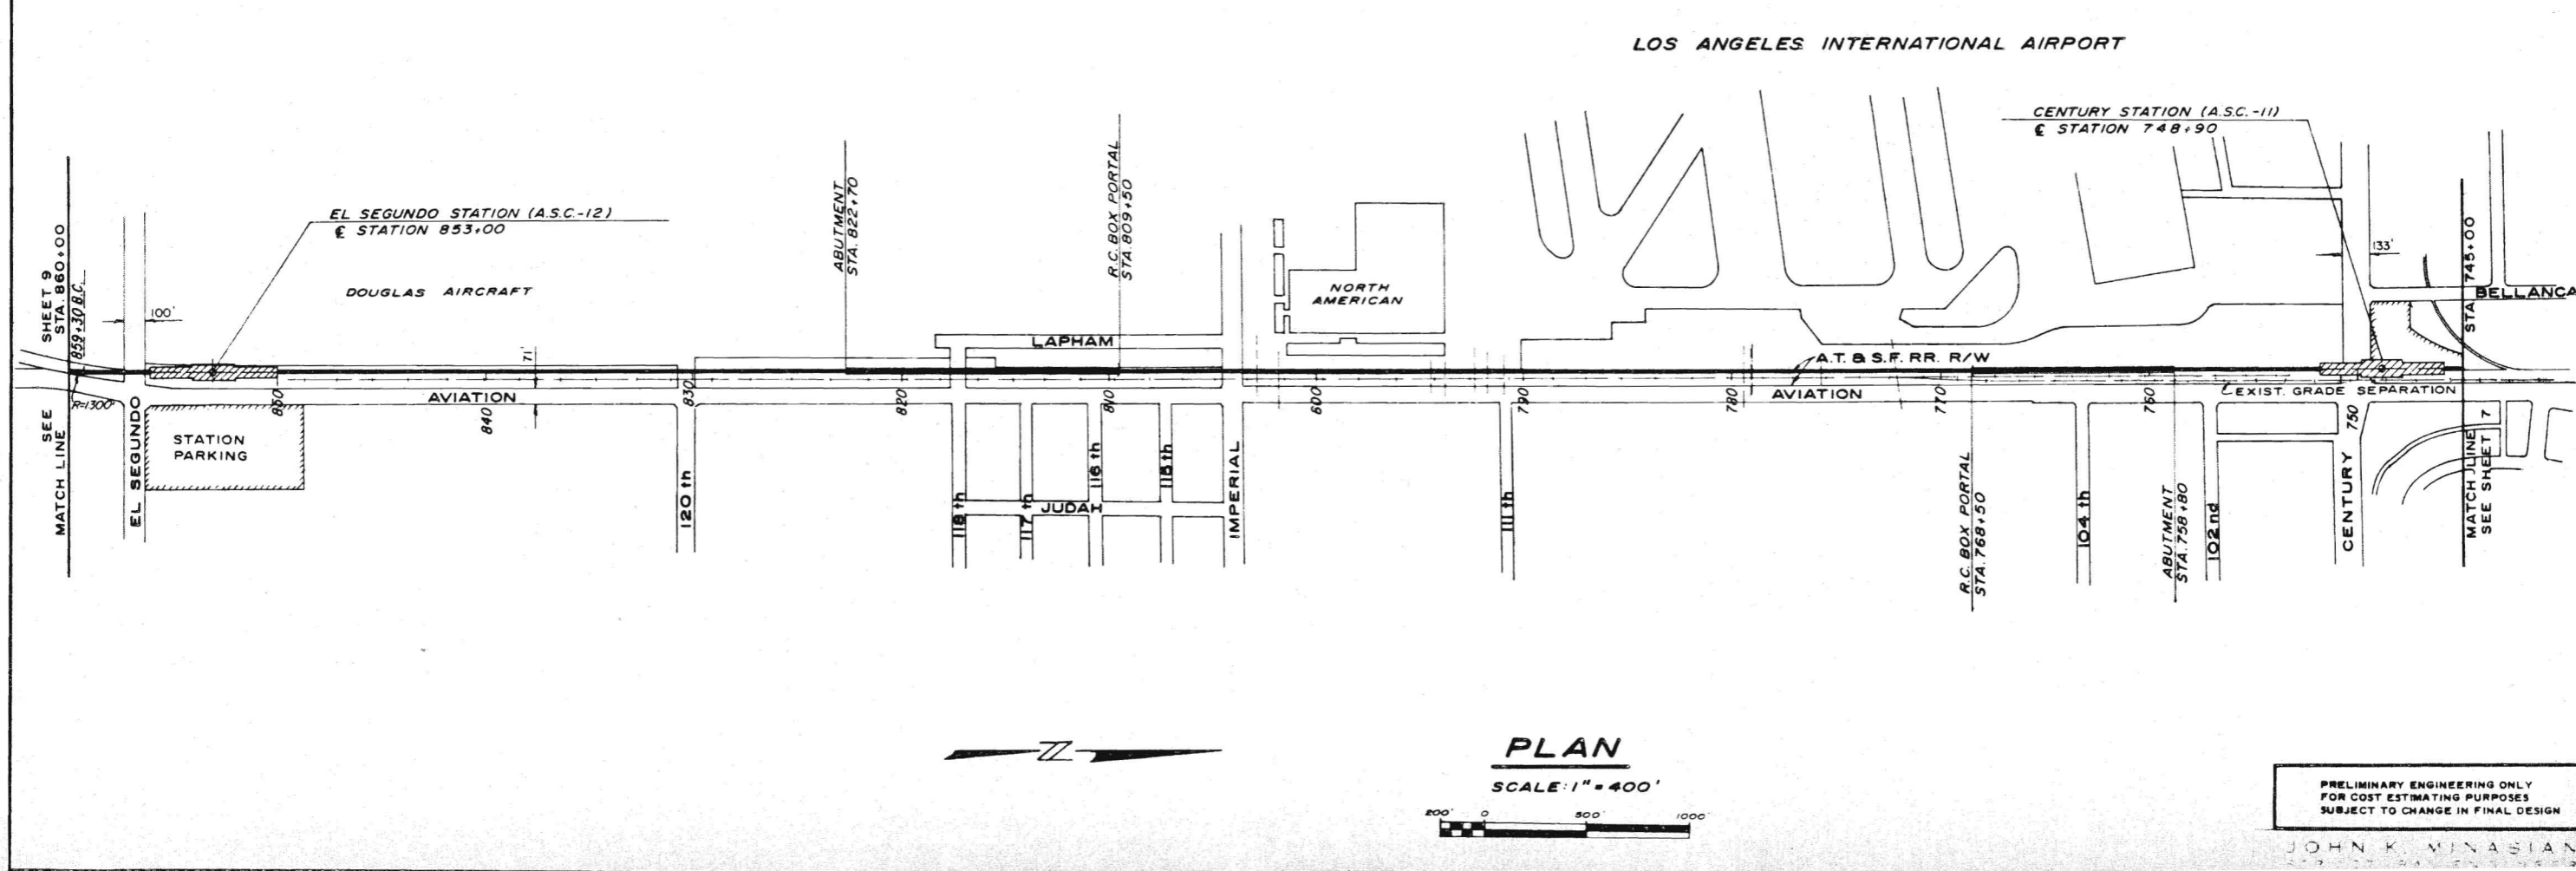 LOS ANGELES INTERNATIONAL AIRPORT
CENTURY STATION (A.S.C.-11)
℄ STATION 748+90
EL SEGUNDO STATION (A.S.C.-12)
℄ STATION 853+00
DOUGLAS AIRCRAFT
SHEET 9
STA. 860+00
859+30 B.C.
100'
ABUTMENT
STA. 822+70
R.C. BOX PORTAL
STA. 809+50
NORTH
AMERICAN
133'
STA. 745+00
BELLANCA
LAPHAM
71'
A.T. & S.F. RR. R/W
R=1300'
850
840
AVIATION
830
820
810
600
790
780
AVIATION
770
760
EXIST. GRADE SEPARATION
750
MATCH LINE
SEE
EL SEGUNDO
STATION
PARKING
120 th
118 th
117 th
116 th
115 th
JUDAH
IMPERIAL
111 th
R.C. BOX PORTAL
STA. 768+50
104 th
ABUTMENT
STA. 758+80
102 nd
CENTURY
MATCH LINE
SEE SHEET 7
Z
PLAN
SCALE: 1" = 400'
200' 0 500' 1000'
PRELIMINARY ENGINEERING ONLY
FOR COST ESTIMATING PURPOSES
SUBJECT TO CHANGE IN FINAL DESIGN
JOHN K. MINASIAN